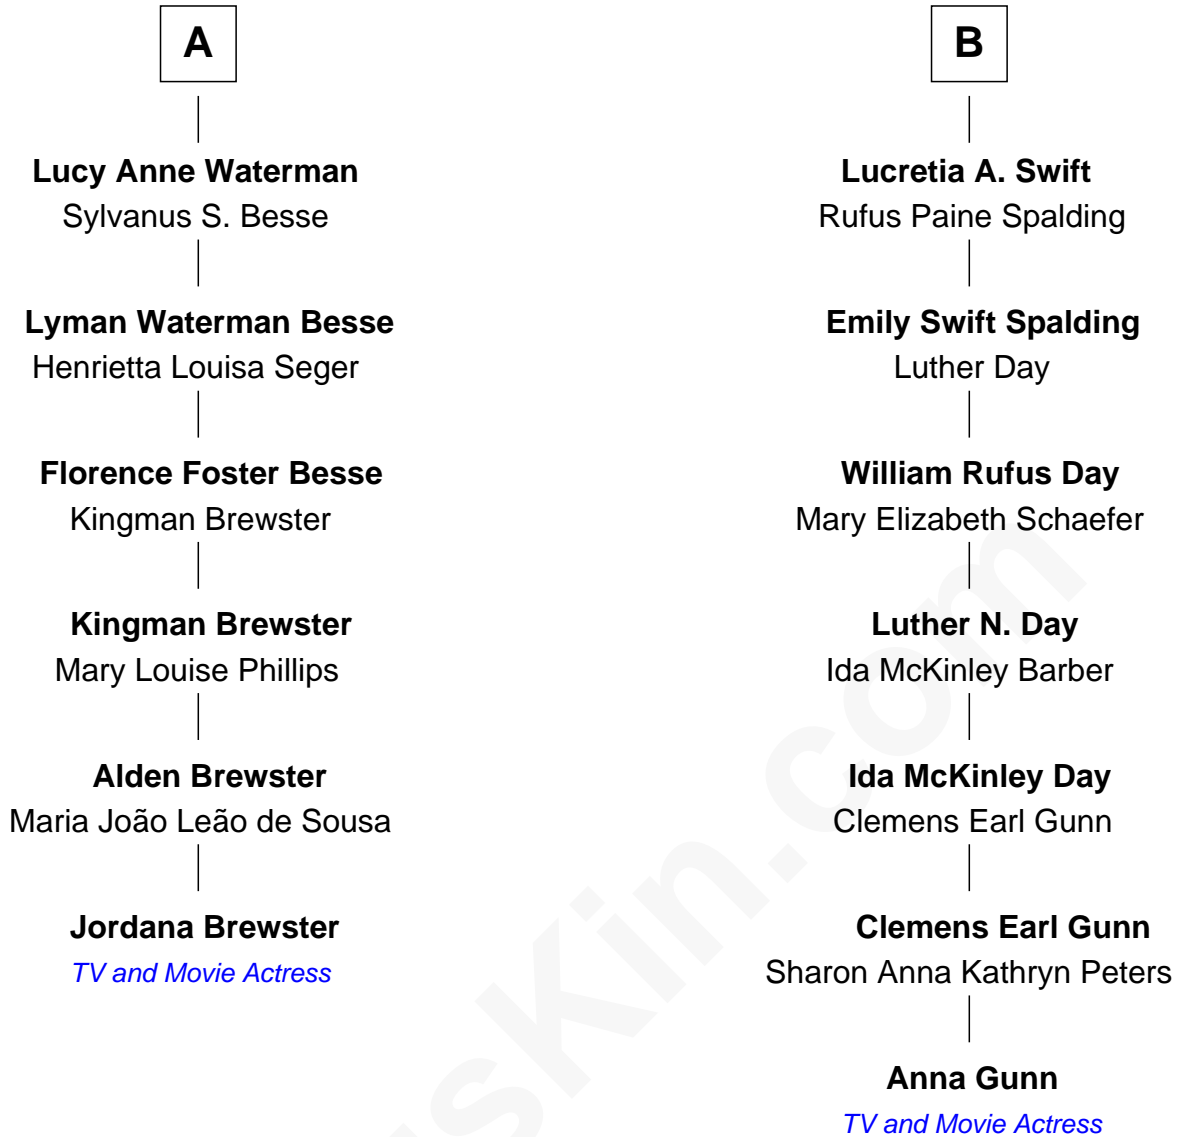 A
Lucy Anne Waterman
Sylvanus S. Besse
Lyman Waterman Besse
Henrietta Louisa Seger
Florence Foster Besse
Kingman Brewster
Kingman Brewster
Mary Louise Phillips
Alden Brewster
Maria João Leão de Sousa
Jordana Brewster
TV and Movie Actress
B
Lucretia A. Swift
Rufus Paine Spalding
Emily Swift Spalding
Luther Day
William Rufus Day
Mary Elizabeth Schaefer
Luther N. Day
Ida McKinley Barber
Ida McKinley Day
Clemens Earl Gunn
Clemens Earl Gunn
Sharon Anna Kathryn Peters
Anna Gunn
TV and Movie Actress
sKin.com